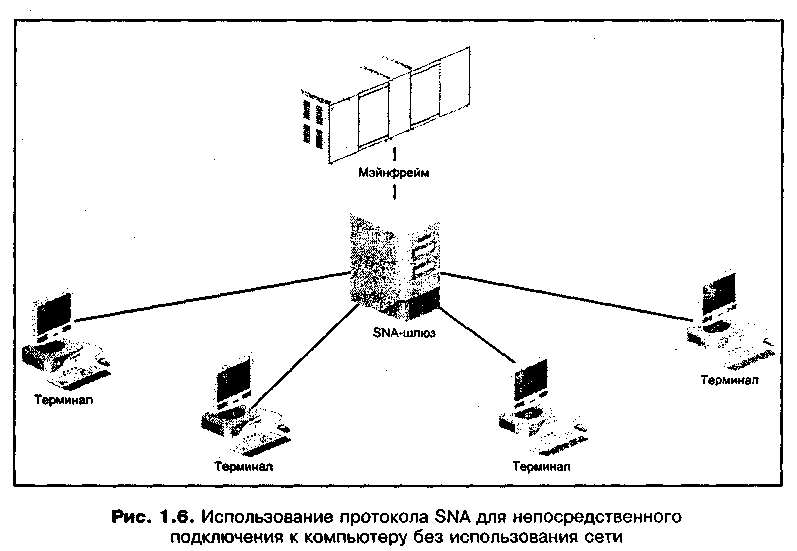 Мэйнфрейм
SNA-шлюз
Терминал
Терминал
Терминал
Терминал
Рис. 1.6. Использование протокола SNA для непосредственного
подключения к компьютеру без использования сети